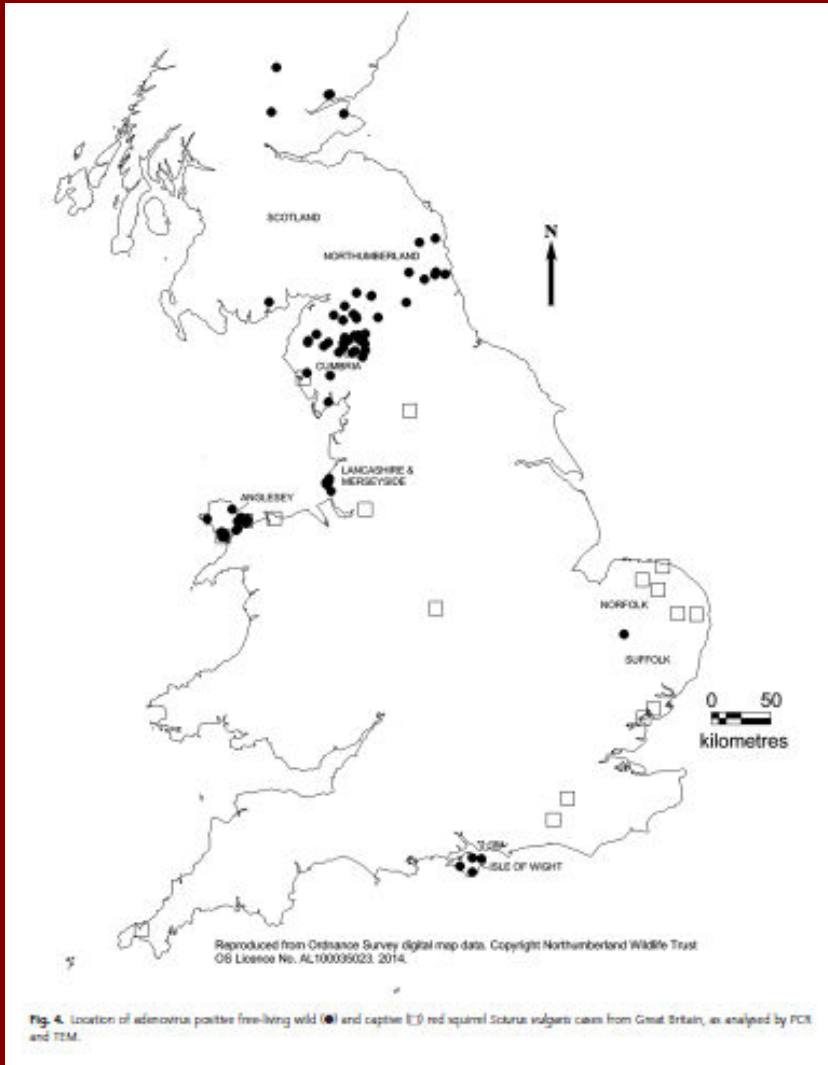 SCOTLAND
N
NORTHUMBERLAND
CUMBRIA
LANCASHIRE &
MERSEYSIDE
ANGLESEY
NORFOLK
SUFFOLK
0 50
kilometres
ISLE OF WIGHT
Reproduced from Ordnance Survey digital map data. Copyright Northumberland Wildlife Trust
OS Licence No. AL100035023. 2014.
Fig. 4. Location of adenovirus positive free-living wild (●) and captive (□) red squirrel Sciurus vulgaris cases from Great Britain, as analysed by PCR
and TEM.